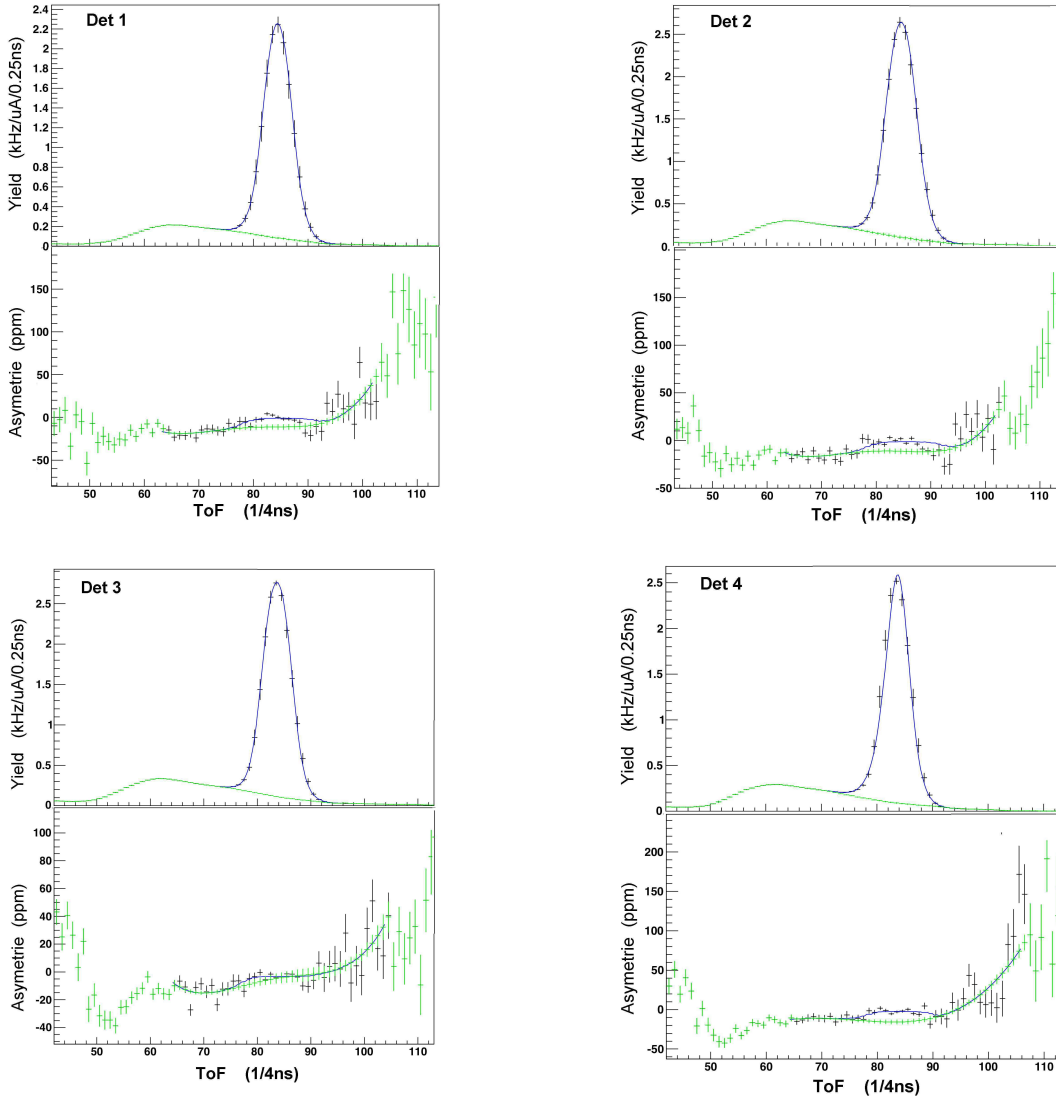 Det 1
Yield (kHz/uA/0.25ns)
2.4
2.2
2
1.8
1.6
1.4
1.2
1
0.8
0.6
0.4
0.2
0
Asymetrie (ppm)
150
100
50
0
-50
50 60 70 80 90 100 110
ToF (1/4ns)
Det 2
Yield (kHz/uA/0.25ns)
2.5
2
1.5
1
0.5
0
Asymetrie (ppm)
150
100
50
0
-50
50 60 70 80 90 100 110
ToF (1/4ns)
Det 3
Yield (kHz/uA/0.25ns)
2.5
2
1.5
1
0.5
0
Asymetrie (ppm)
100
80
60
40
20
0
-20
-40
50 60 70 80 90 100 110
ToF (1/4ns)
Det 4
Yield (kHz/uA/0.25ns)
2.5
2
1.5
1
0.5
0
Asymetrie (ppm)
200
150
100
50
0
-50
50 60 70 80 90 100 110
ToF (1/4ns)